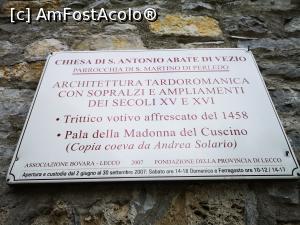 [c] AmFostAcolo®
CHIESA DI S. ANTONIO ABATE DI VEZIO
PARROCCHIA DI S. MARTINO DI PERLEDO
ARCHITETTURA TARDOROMANICA
CON SOPRALZI E AMPLIAMENTI
DEI SECOLI XV E XVI
• Trittico votivo affrescato del 1458
• Pala della Madonna del Cuscino
(Copia coeva da Andrea Solario)
ASSOCIAZIONE BOVARA - LECCO 2007 FONDAZIONE DELLA PROVINCIA DI LECCO
Apertura e custodia dal 2 giugno al 30 settembre 2007: Sabato ore 14-18 Domenica e Ferragosto ore 10-12 / 14-17